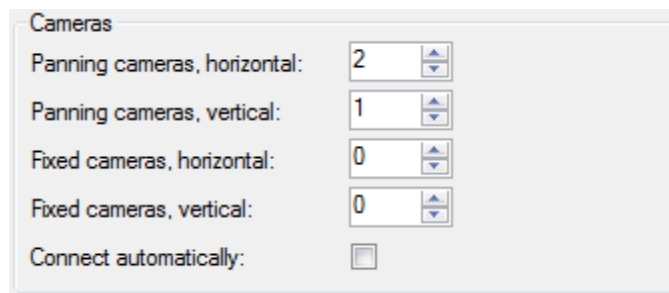 Cameras
Panning cameras, horizontal: 2
Panning cameras, vertical: 1
Fixed cameras, horizontal: 0
Fixed cameras, vertical: 0
Connect automatically: